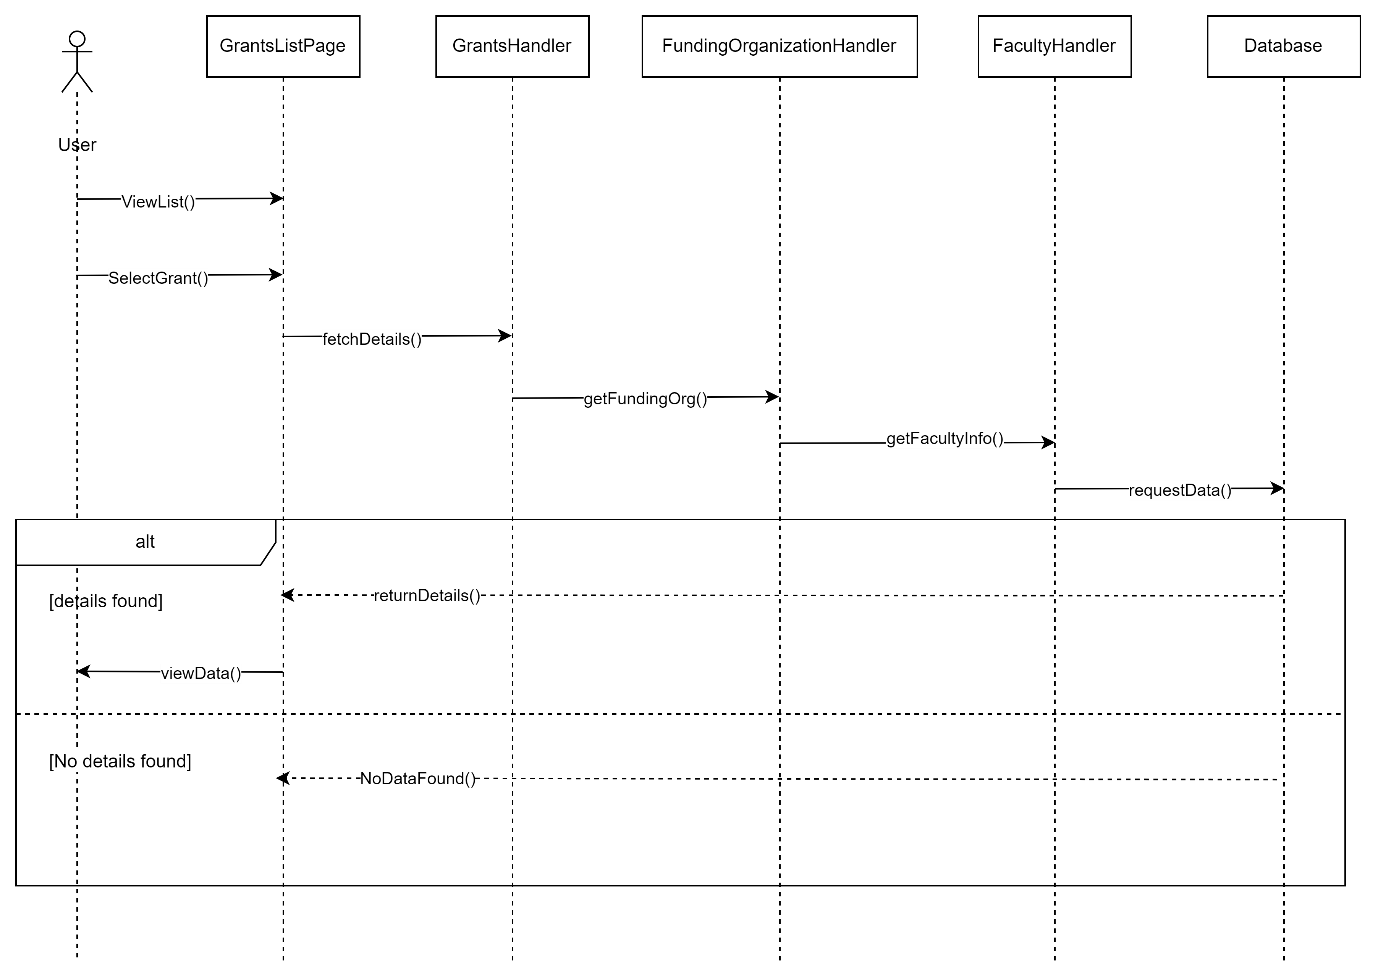 GrantsListPage
GrantsHandler
FundingOrganizationHandler
FacultyHandler
Database
User
ViewList()
SelectGrant()
fetchDetails()
getFundingOrg()
getFacultyInfo()
requestData()
alt
[details found]
returnDetails()
viewData()
[No details found]
NoDataFound()